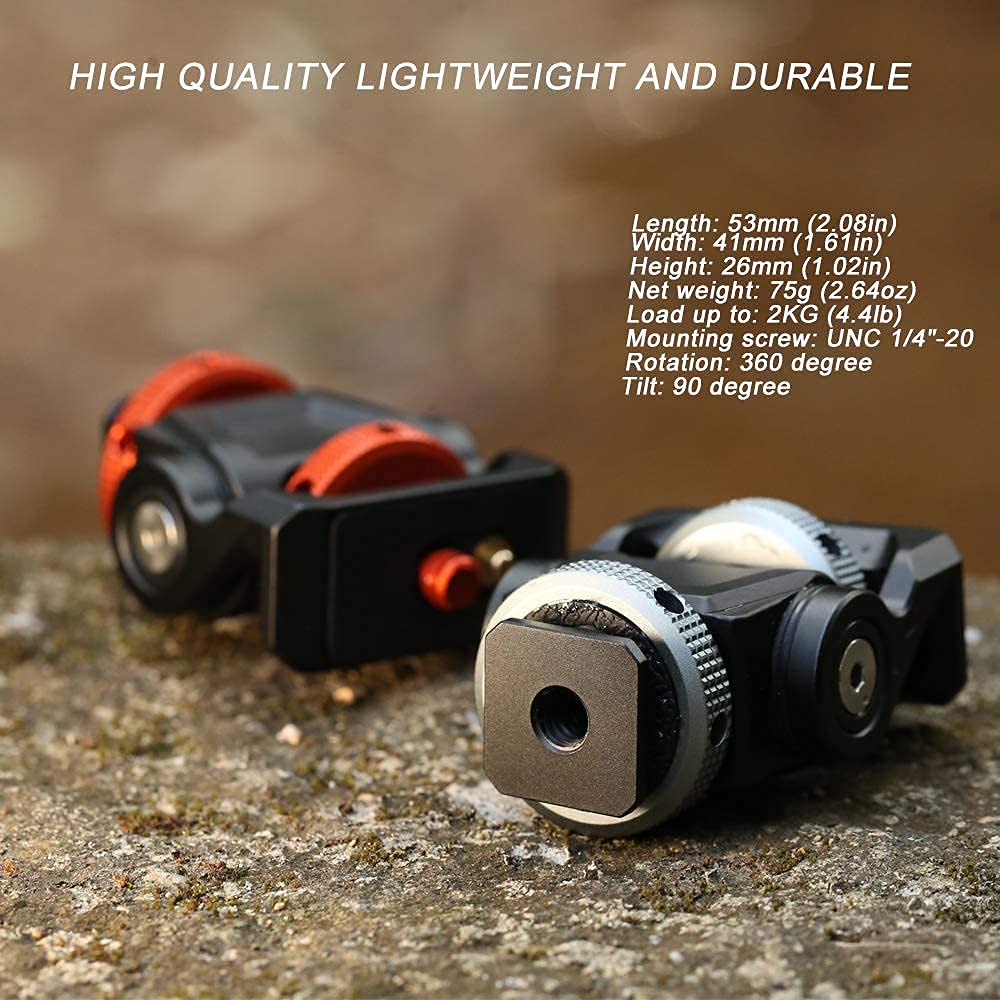 HIGH QUALITY LIGHTWEIGHT AND DURABLE
Length: 53mm (2.08in)
Width: 41mm (1.61in)
Height: 26mm (1.02in)
Net weight: 75g (2.64oz)
Load up to: 2KG (4.4lb)
Mounting screw: UNC 1/4"-20
Rotation: 360 degree
Tilt: 90 degree